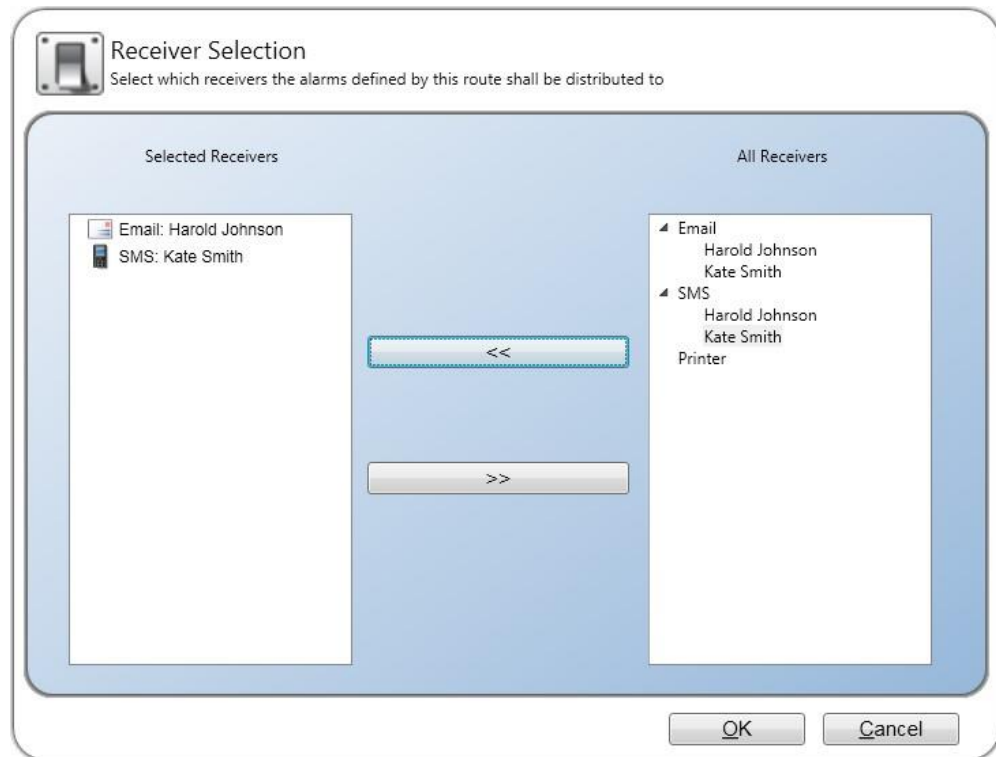 Receiver Selection
Select which receivers the alarms defined by this route shall be distributed to
Selected Receivers
All Receivers
Email: Harold Johnson
SMS: Kate Smith
<<
>>
Email
Harold Johnson
Kate Smith
SMS
Harold Johnson
Kate Smith
Printer
OK
Cancel